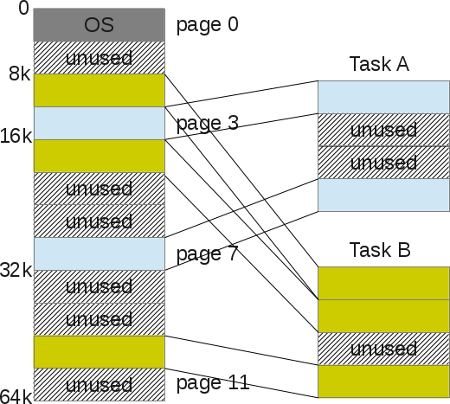 0
OS
page 0
unused
8k
Task A
page 3
16k
unused
unused
unused
unused
Task B
page 7
32k
unused
unused
unused
unused
page 11
64k